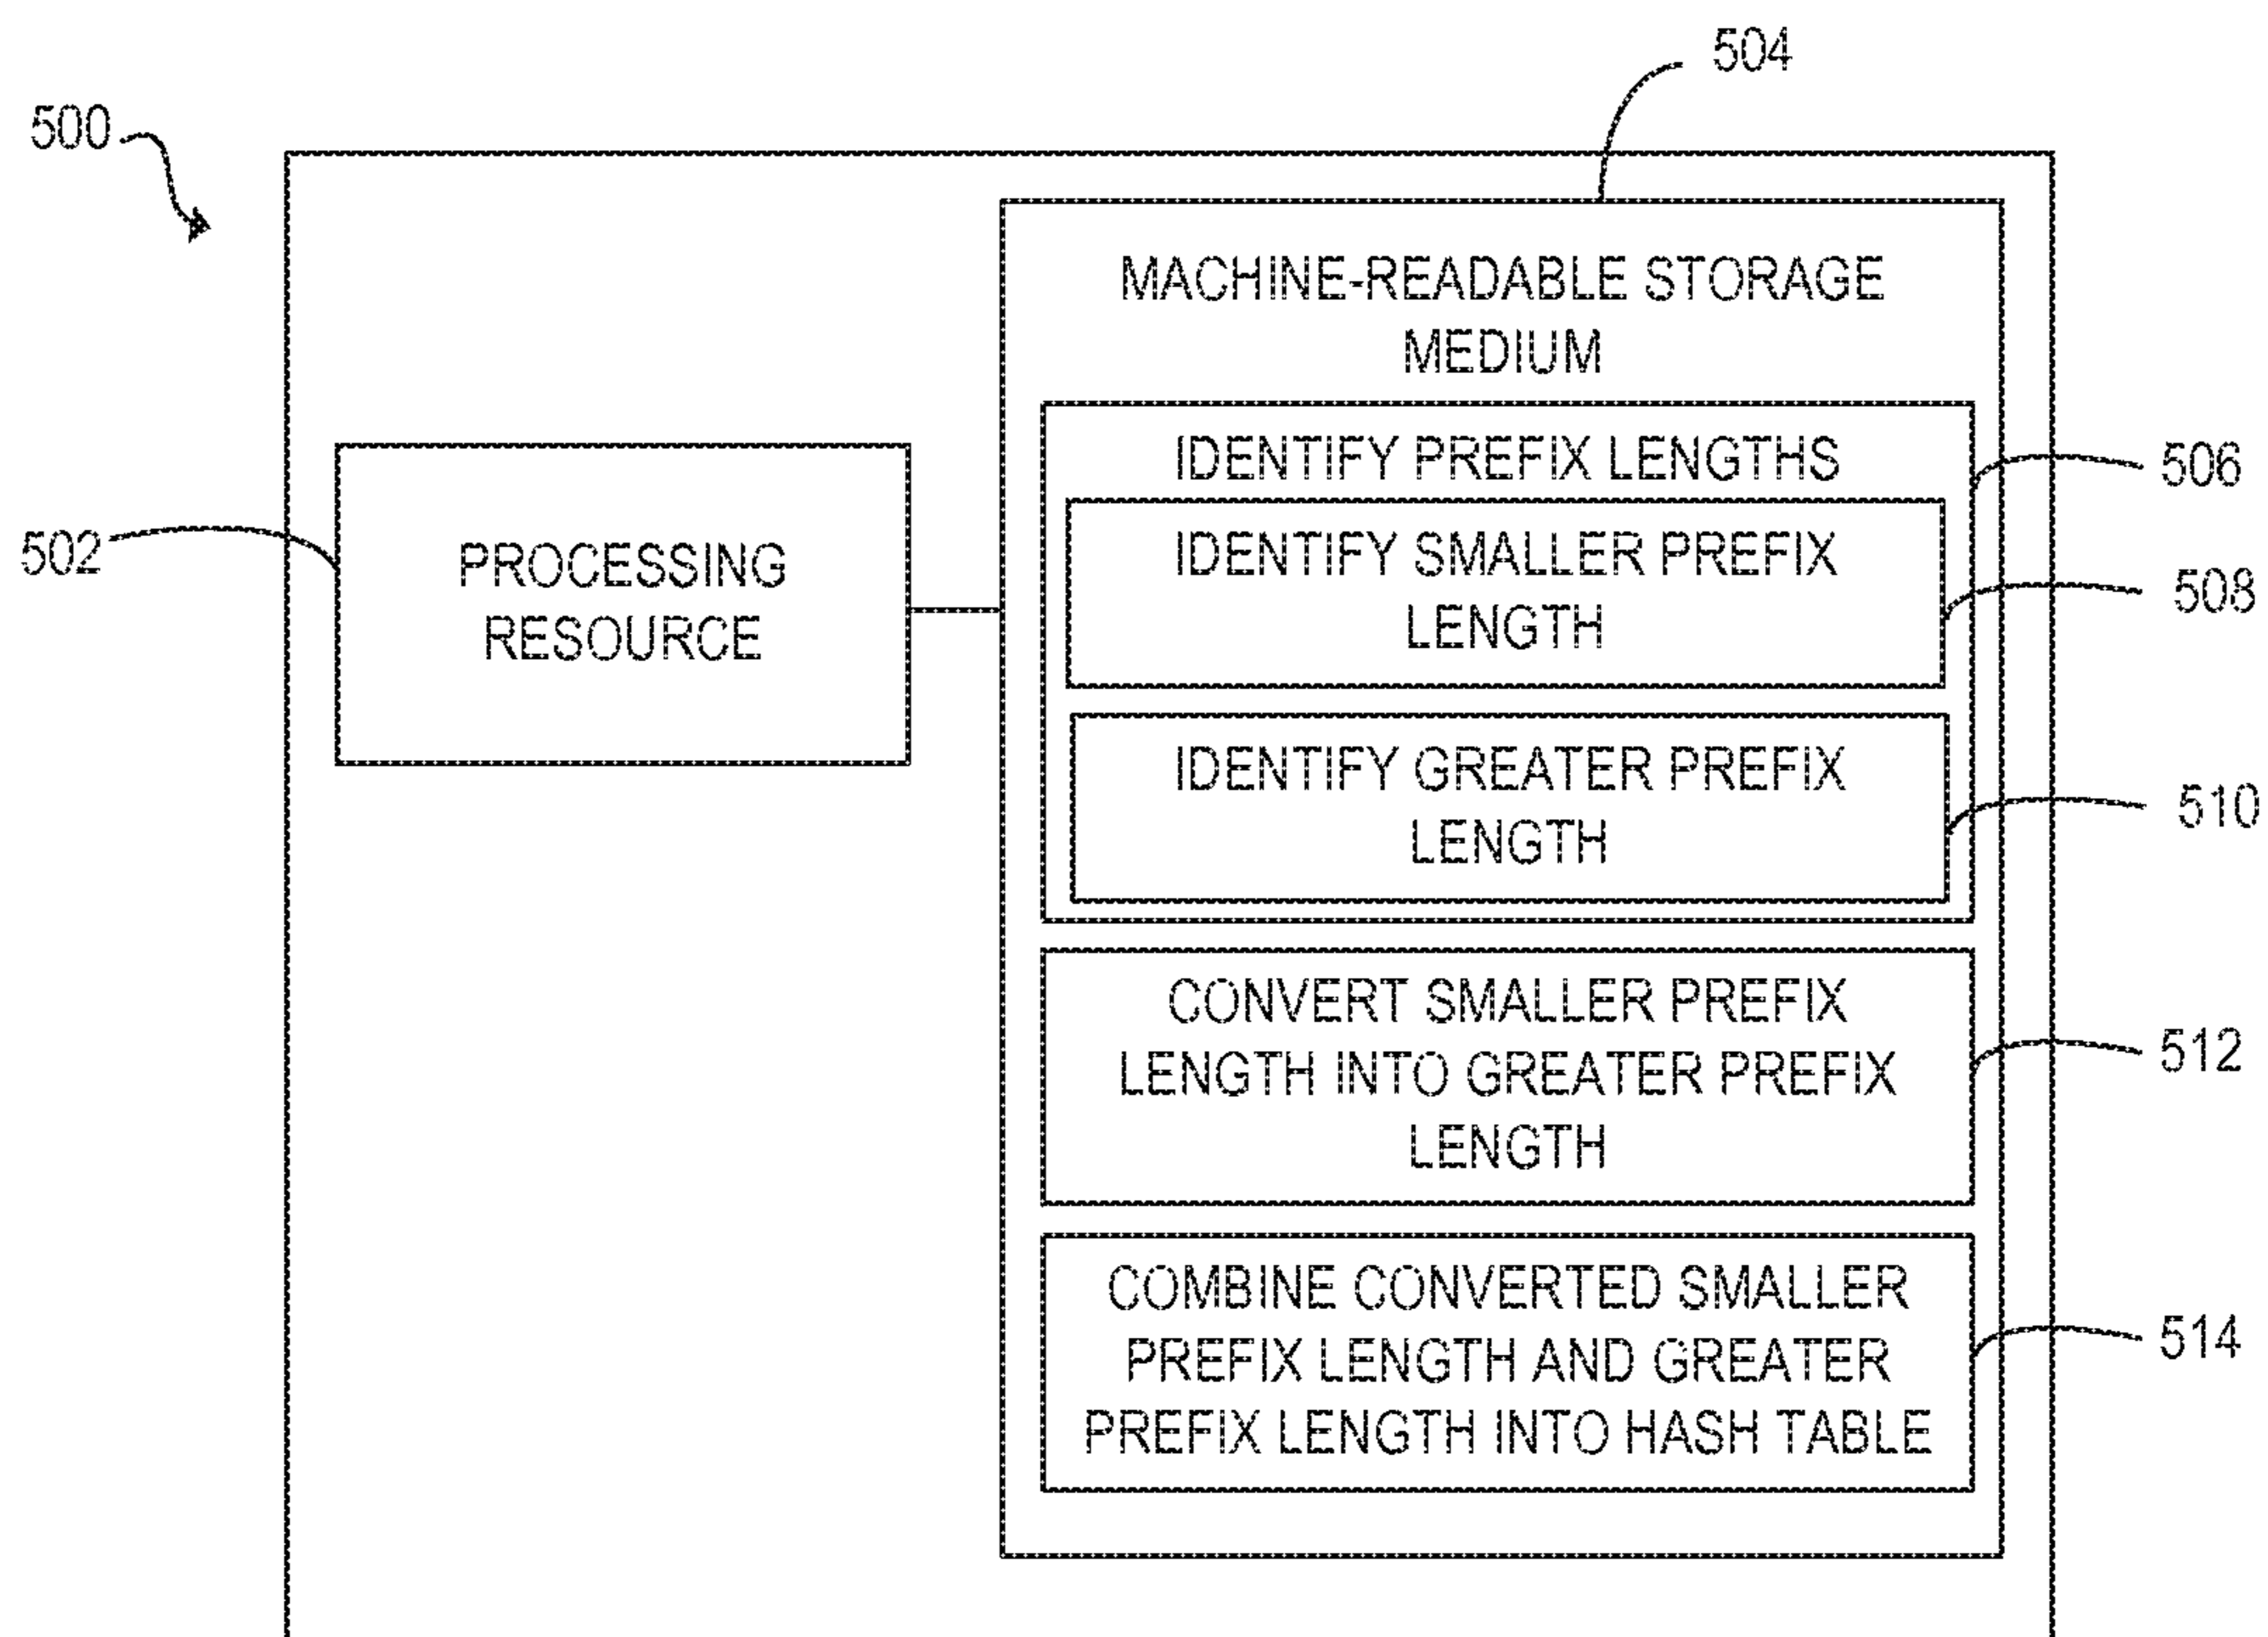 504
500
MACHINE-READABLE STORAGE
MEDIUM
IDENTIFY PREFIX LENGTHS
506
IDENTIFY SMALLER PREFIX
LENGTH
508
502
PROCESSING
RESOURCE
IDENTIFY GREATER PREFIX
LENGTH
510
CONVERT SMALLER PREFIX
LENGTH INTO GREATER PREFIX
LENGTH
512
COMBINE CONVERTED SMALLER
PREFIX LENGTH AND GREATER
PREFIX LENGTH INTO HASH TABLE
514